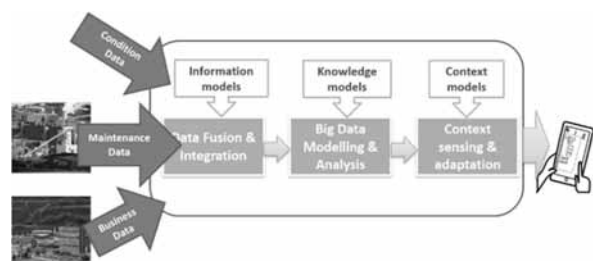 Condition
Data
Information
models
Knowledge
models
Context
models
Maintenance
Data
Data Fusion &
Integration
Big Data
Modelling &
Analysis
Context
sensing &
adaptation
Business
Data